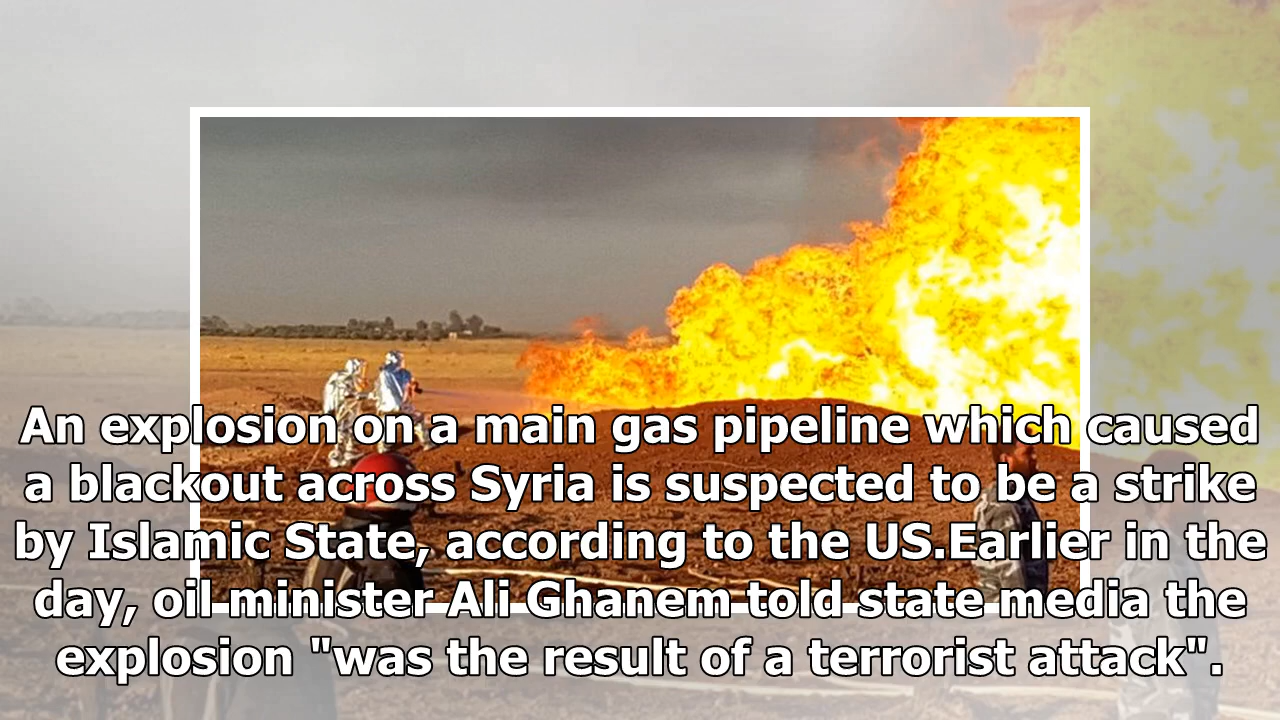 An explosion on a main gas pipeline which caused
a blackout across Syria is suspected to be a strike
by Islamic State, according to the US.Earlier in the
day, oil minister Ali Ghanem told state media the
explosion "was the result of a terrorist attack".